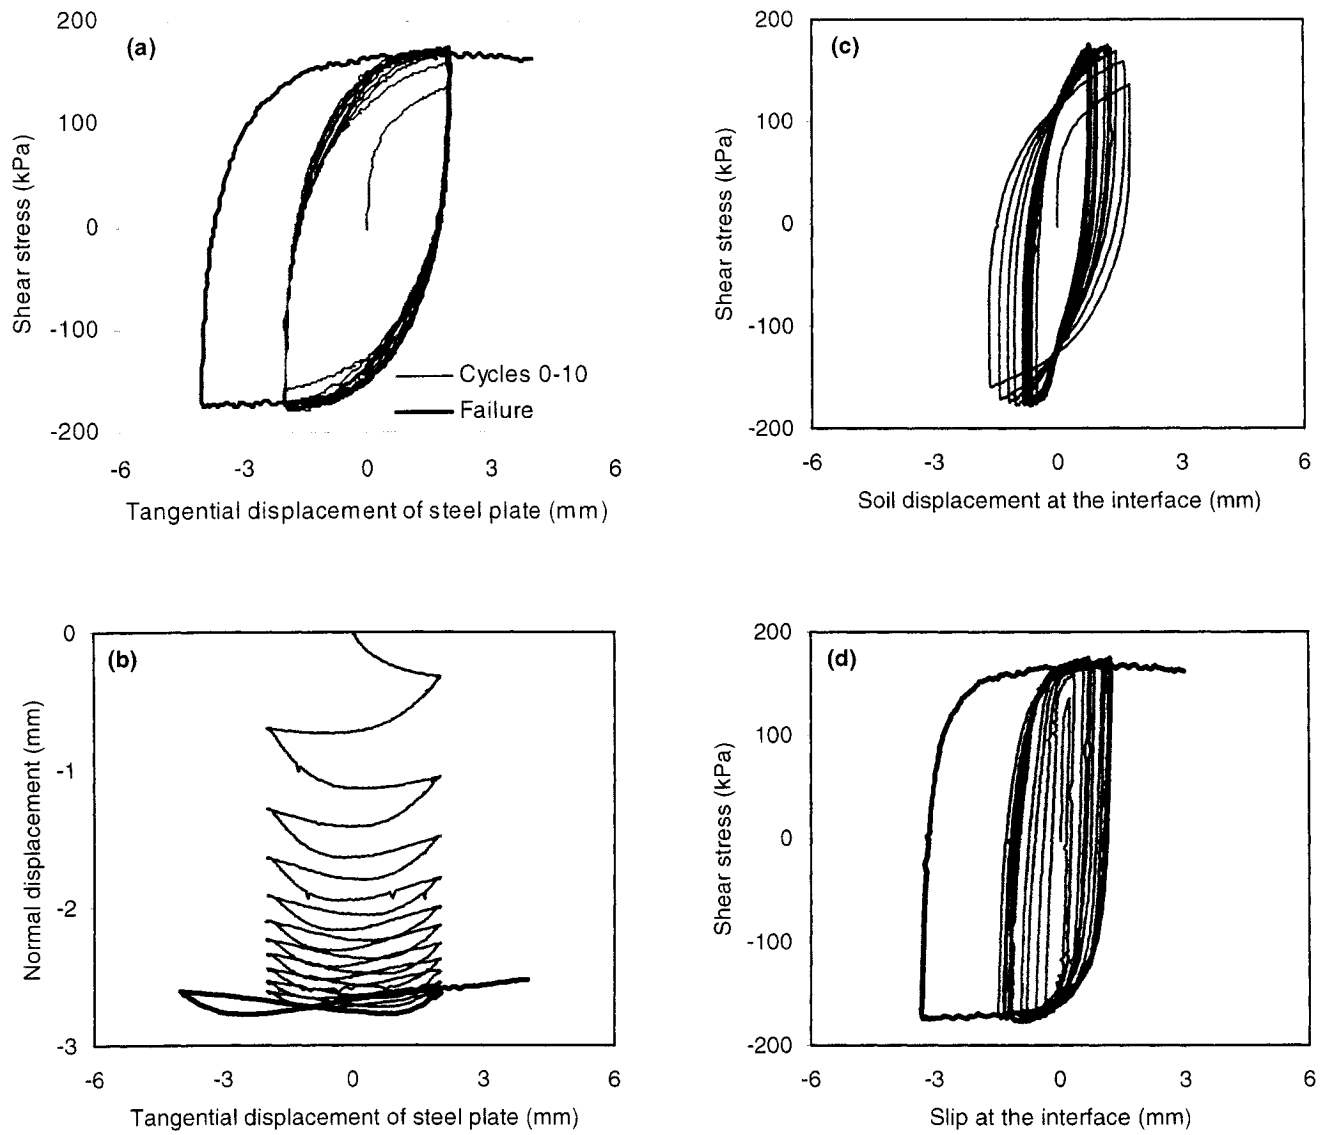 (a)
200
100
0
-100
-200
Shear stress (kPa)
Cycles 0-10
Failure
-6 -3 0 3 6
Tangential displacement of steel plate (mm)
(c)
200
100
0
-100
-200
Shear stress (kPa)
-6 -3 0 3 6
Soil displacement at the interface (mm)
(b)
0
-1
-2
-3
Normal displacement (mm)
-6 -3 0 3 6
Tangential displacement of steel plate (mm)
(d)
200
100
0
-100
-200
Shear stress (kPa)
-6 -3 0 3 6
Slip at the interface (mm)